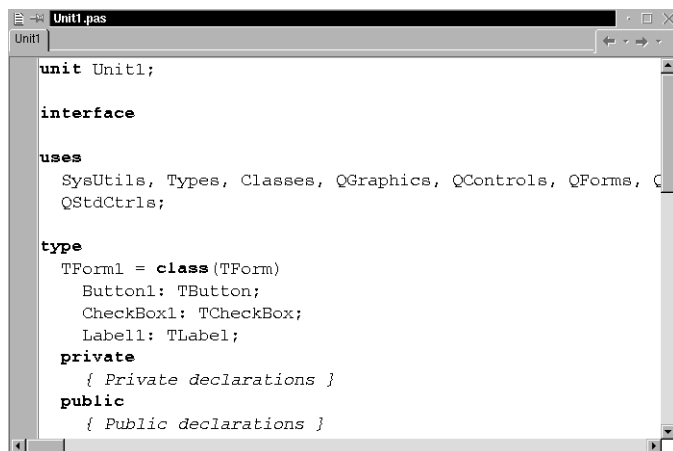 Unit1.pas
Unit1
unit Unit1;
interface
uses
SysUtils, Types, Classes, QGraphics, QControls, QForms,
QStdCtrls;
type
TForm1 = class(TForm)
Button1: TButton;
CheckBox1: TCheckBox;
Label1: TLabel;
private
{ Private declarations }
public
{ Public declarations }